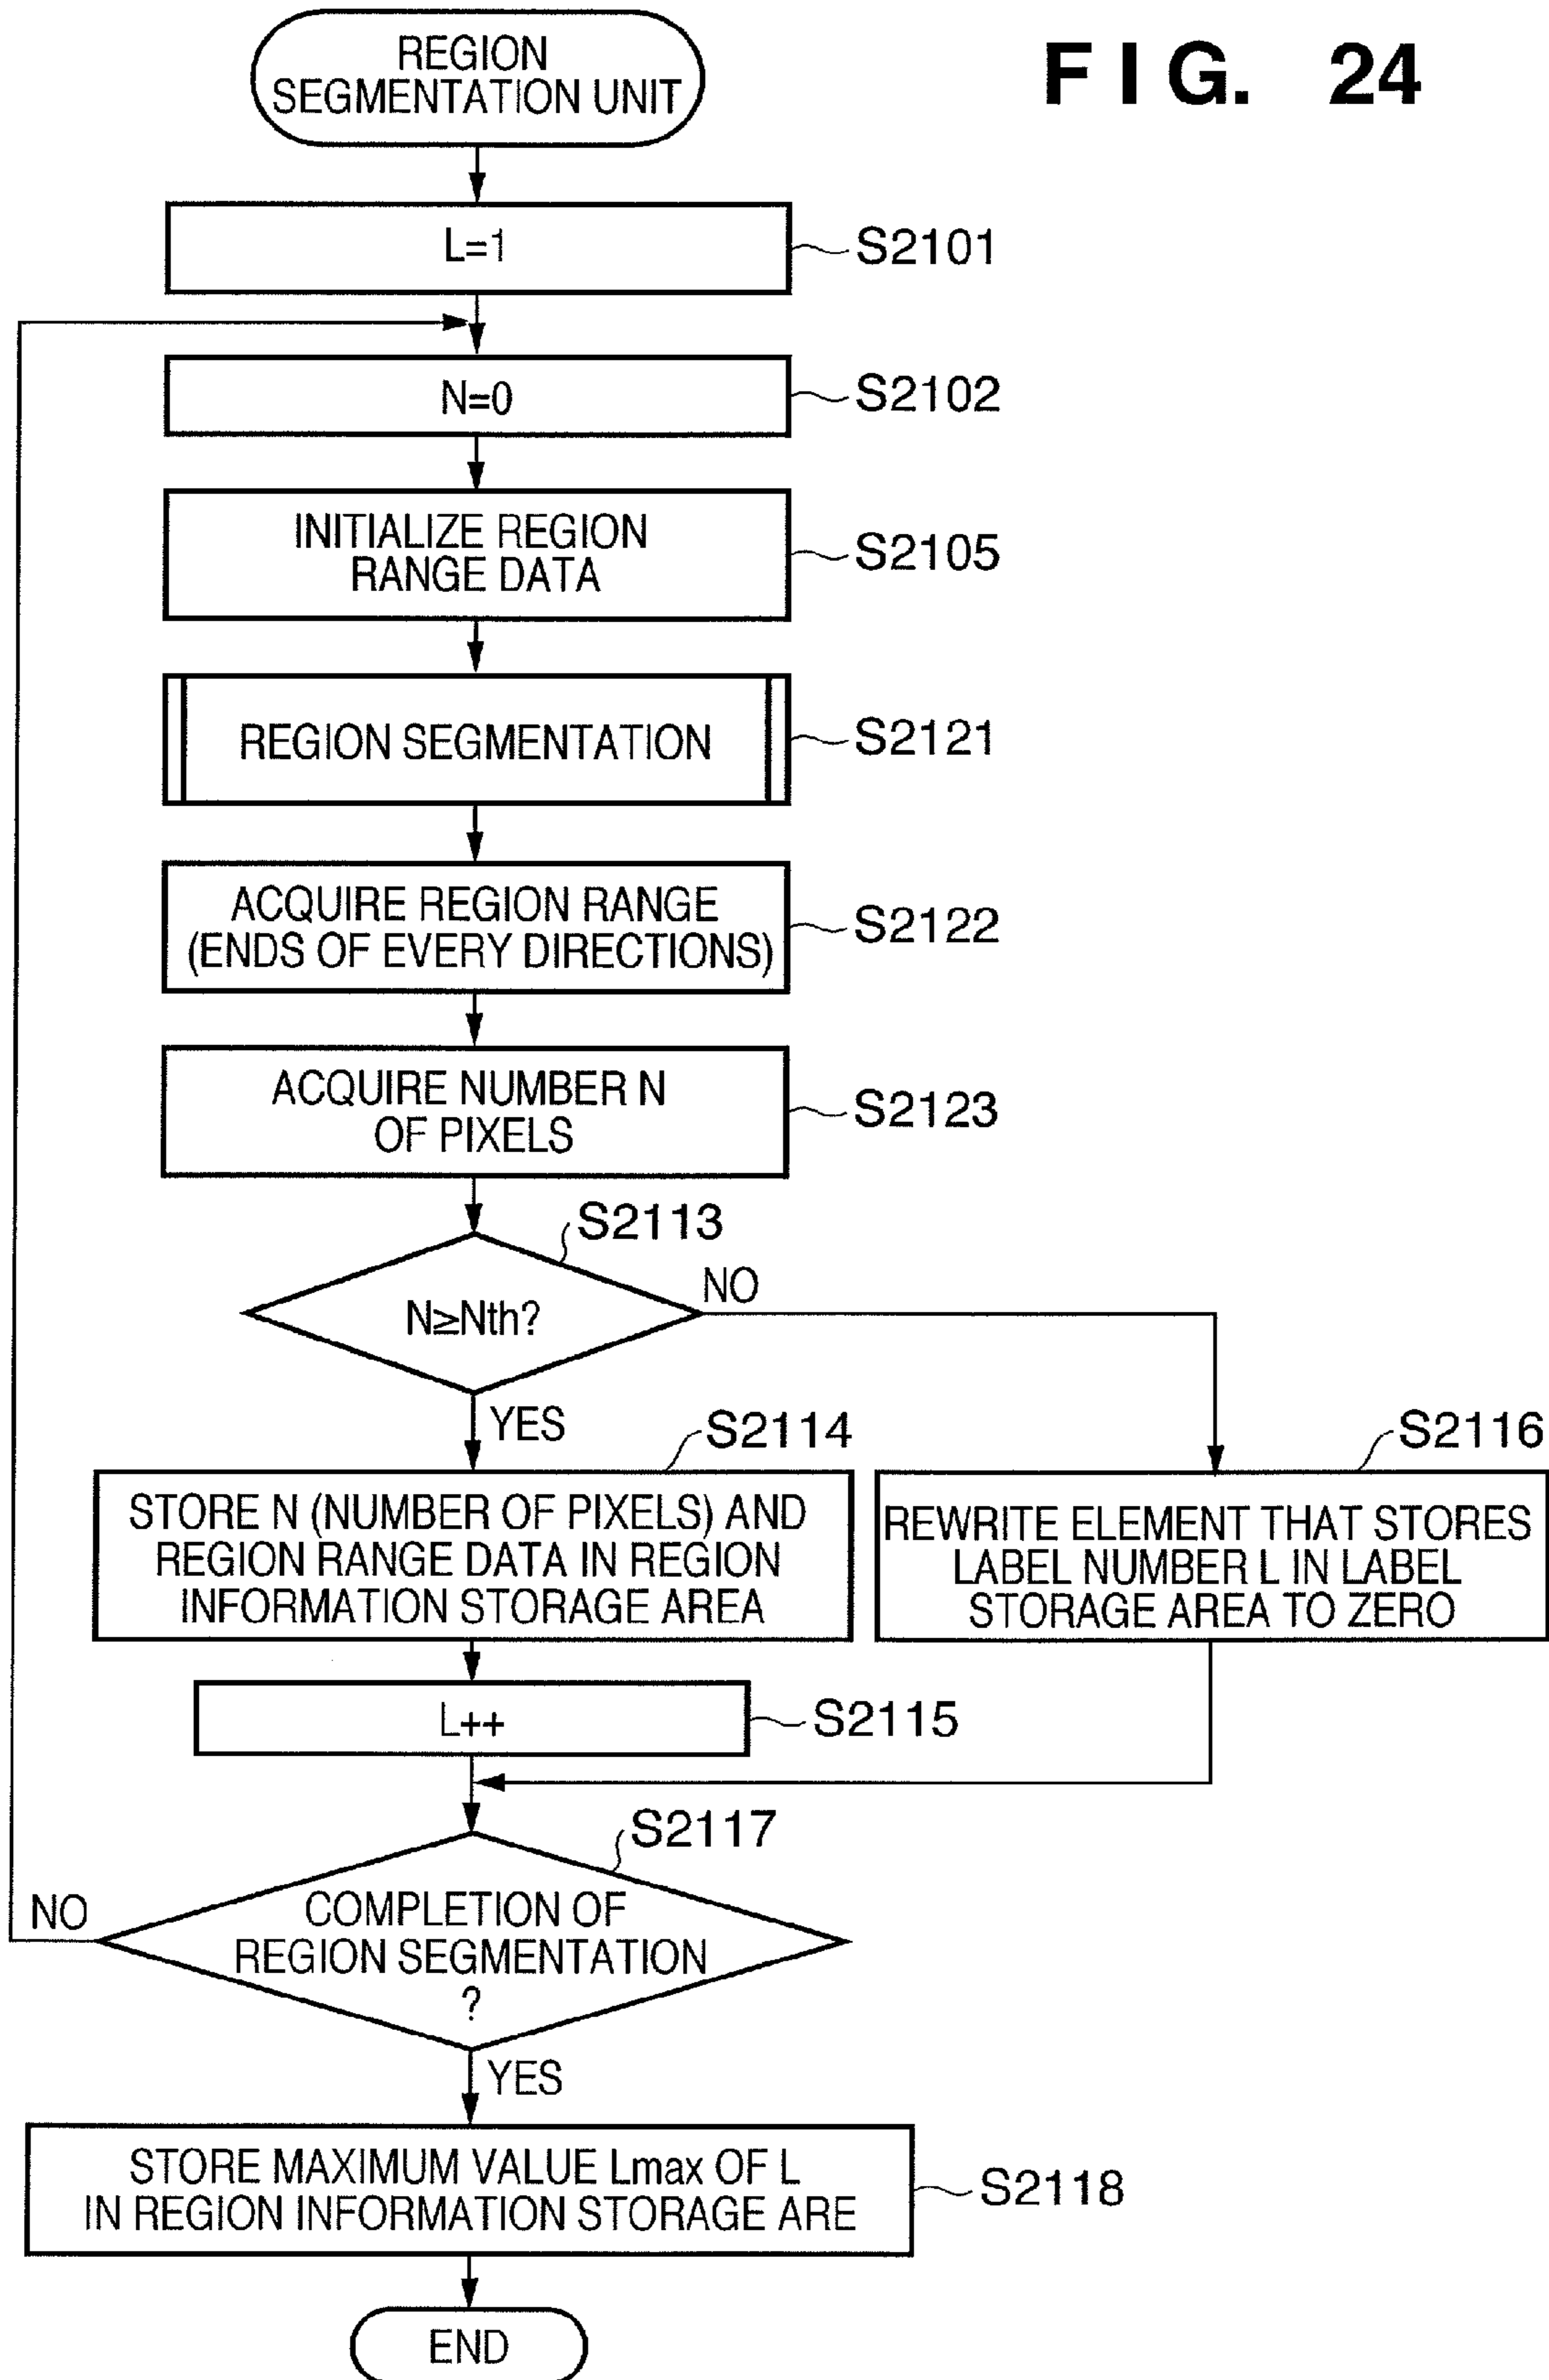 FIG. 24
REGION
SEGMENTATION UNIT
L=1
S2101
N=0
S2102
INITIALIZE REGION
RANGE DATA
S2105
REGION SEGMENTATION
S2121
ACQUIRE REGION RANGE
(ENDS OF EVERY DIRECTIONS)
S2122
ACQUIRE NUMBER N
OF PIXELS
S2123
S2113
N≥Nth?
NO
YES
S2114
STORE N (NUMBER OF PIXELS) AND
REGION RANGE DATA IN REGION
INFORMATION STORAGE AREA
S2116
REWRITE ELEMENT THAT STORES
LABEL NUMBER L IN LABEL
STORAGE AREA TO ZERO
L++
S2115
S2117
COMPLETION OF
REGION SEGMENTATION
?
NO
YES
STORE MAXIMUM VALUE Lmax OF L
IN REGION INFORMATION STORAGE ARE
S2118
END